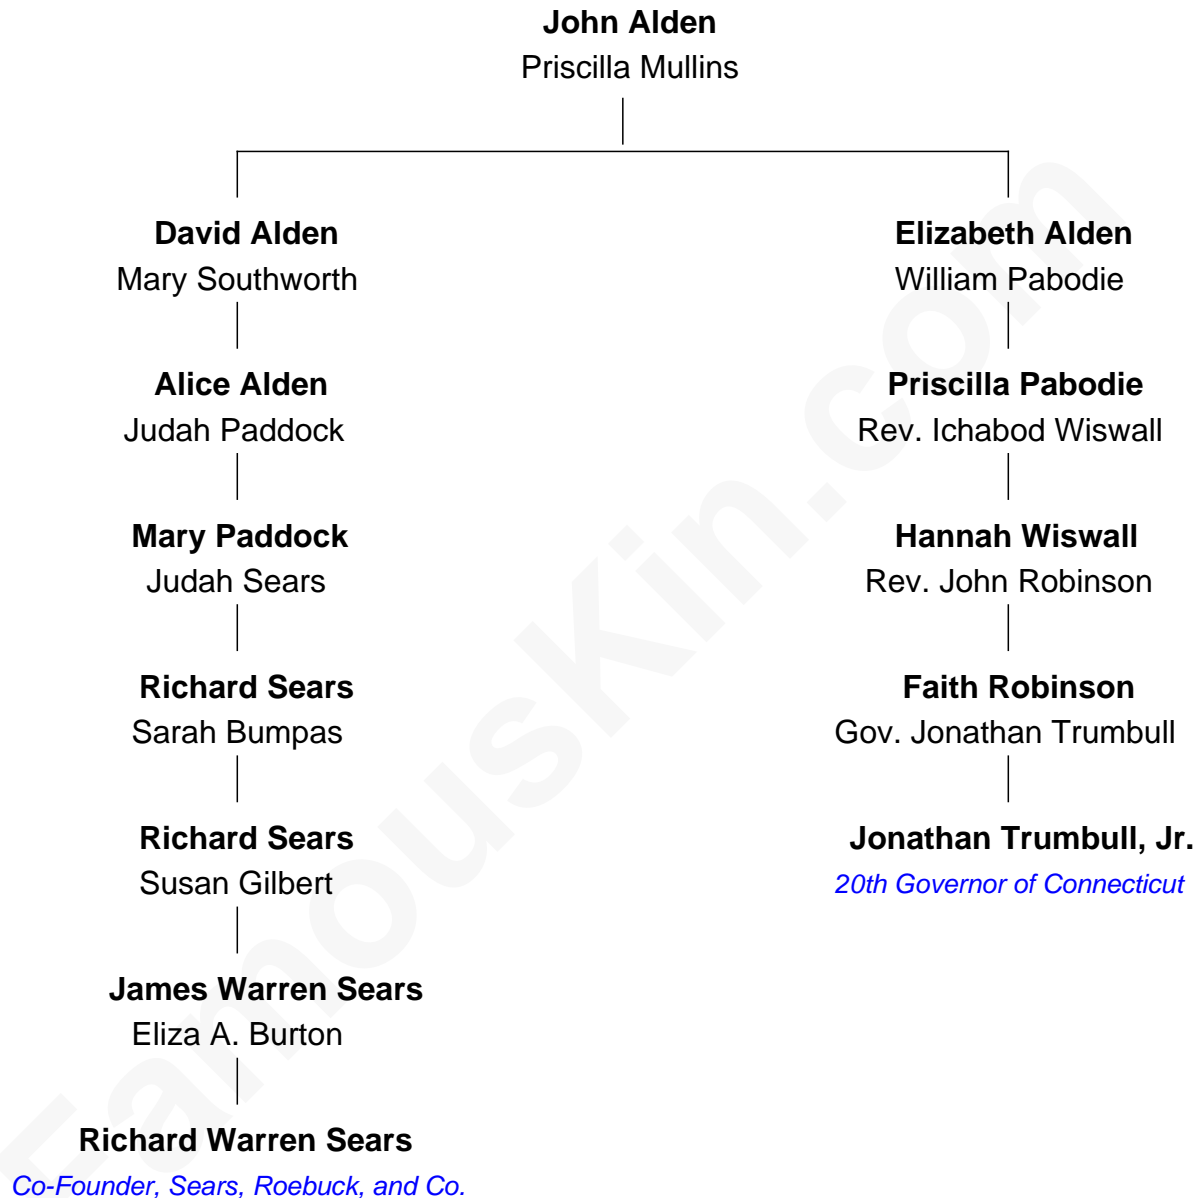 John Alden
Priscilla Mullins
David Alden
Mary Southworth
Elizabeth Alden
William Pabodie
Alice Alden
Judah Paddock
Priscilla Pabodie
Rev. Ichabod Wiswall
Mary Paddock
Judah Sears
Hannah Wiswall
Rev. John Robinson
Richard Sears
Sarah Bumpas
Faith Robinson
Gov. Jonathan Trumbull
Richard Sears
Susan Gilbert
Jonathan Trumbull, Jr.
20th Governor of Connecticut
James Warren Sears
Eliza A. Burton
Richard Warren Sears
Co-Founder, Sears, Roebuck, and Co.
FamousKin.com